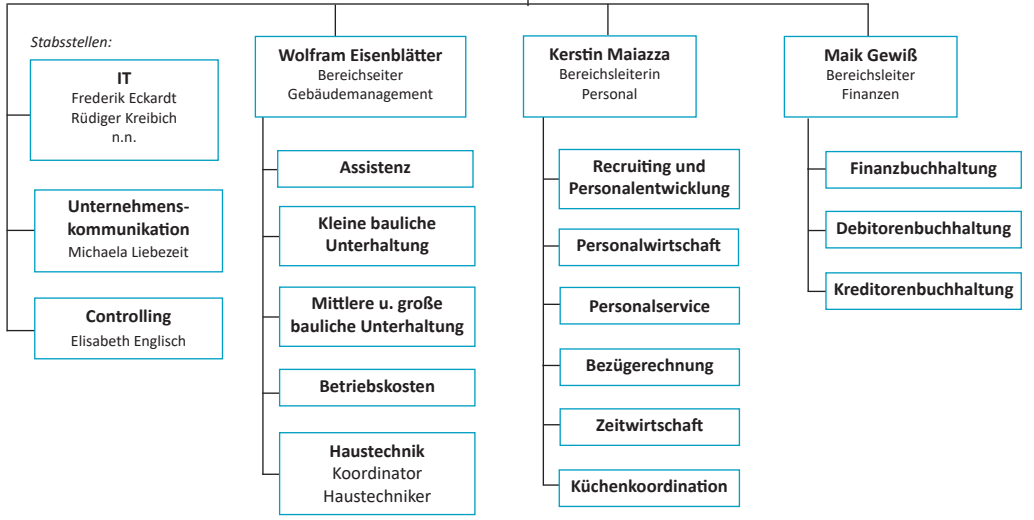 Stabsstellen:
IT
Frederik Eckardt
Rüdiger Kreibich
n.n.
Unternehmens-
kommunikation
Michaela Liebezeit
Controlling
Elisabeth Englisch
Wolfram Eisenblätter
Bereichseiter
Gebäudemanagement
Assistenz
Kleine bauliche
Unterhaltung
Mittlere u. große
bauliche Unterhaltung
Betriebskosten
Haustechnik
Koordinator
Haustechniker
Kerstin Maiazza
Bereichsleiterin
Personal
Recruiting und
Personalentwicklung
Personalwirtschaft
Personalservice
Bezügerechnung
Zeitwirtschaft
Küchenkoordination
Maik Gewiß
Bereichsleiter
Finanzen
Finanzbuchhaltung
Debitorenbuchhaltung
Kreditorenbuchhaltung